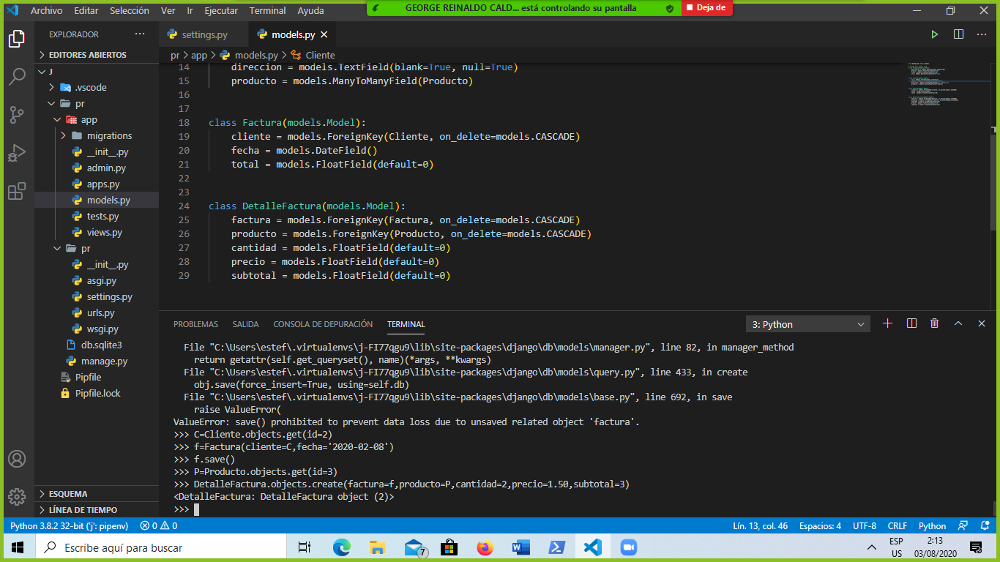 Archivo Editar Selección Ver Ir Ejecutar Terminal Ayuda
GEORGE REINALDO CALD... está controlando su pantalla
Deja de
EXPLORADOR ...
EDITORES ABIERTOS
J
.vscode
pr
app
migrations
__init__.py
admin.py
apps.py
models.py
tests.py
views.py
pr
__init__.py
asgi.py
settings.py
urls.py
wsgi.py
db.sqlite3
manage.py
Pipfile
Pipfile.lock
ESQUEMA
LÍNEA DE TIEMPO
settings.py
models.py
pr > app > models.py > Cliente
14 direccion = models.TextField(blank=True, null=True)
15 producto = models.ManyToManyField(Producto)
16
17
18 class Factura(models.Model):
19 cliente = models.ForeignKey(Cliente, on_delete=models.CASCADE)
20 fecha = models.DateField()
21 total = models.FloatField(default=0)
22
23
24 class DetalleFactura(models.Model):
25 factura = models.ForeignKey(Factura, on_delete=models.CASCADE)
26 producto = models.ForeignKey(Producto, on_delete=models.CASCADE)
27 cantidad = models.FloatField(default=0)
28 precio = models.FloatField(default=0)
29 subtotal = models.FloatField(default=0)
PROBLEMAS SALIDA CONSOLA DE DEPURACIÓN TERMINAL
3: Python
File "C:\Users\estef\.virtualenvs\j-FI77qgu9\lib\site-packages\django\db\models\manager.py", line 82, in manager_method
return getattr(self.get_queryset(), name)(*args, **kwargs)
File "C:\Users\estef\.virtualenvs\j-FI77qgu9\lib\site-packages\django\db\models\query.py", line 433, in create
obj.save(force_insert=True, using=self.db)
File "C:\Users\estef\.virtualenvs\j-FI77qgu9\lib\site-packages\django\db\models\base.py", line 692, in save
raise ValueError(
ValueError: save() prohibited to prevent data loss due to unsaved related object 'factura'.
>>> C=Cliente.objects.get(id=2)
>>> f=Factura(cliente=C,fecha='2020-02-08')
>>> f.save()
>>> P=Producto.objects.get(id=3)
>>> DetalleFactura.objects.create(factura=f,producto=P,cantidad=2,precio=1.50,subtotal=3)
<DetalleFactura: DetalleFactura object (2)>
>>>
Python 3.8.2 32-bit ('j': pipenv) 0 0 Lín. 13, col. 46 Espacios: 4 UTF-8 CRLF Python
Escribe aquí para buscar
7
ESP
US
2:13
03/08/2020